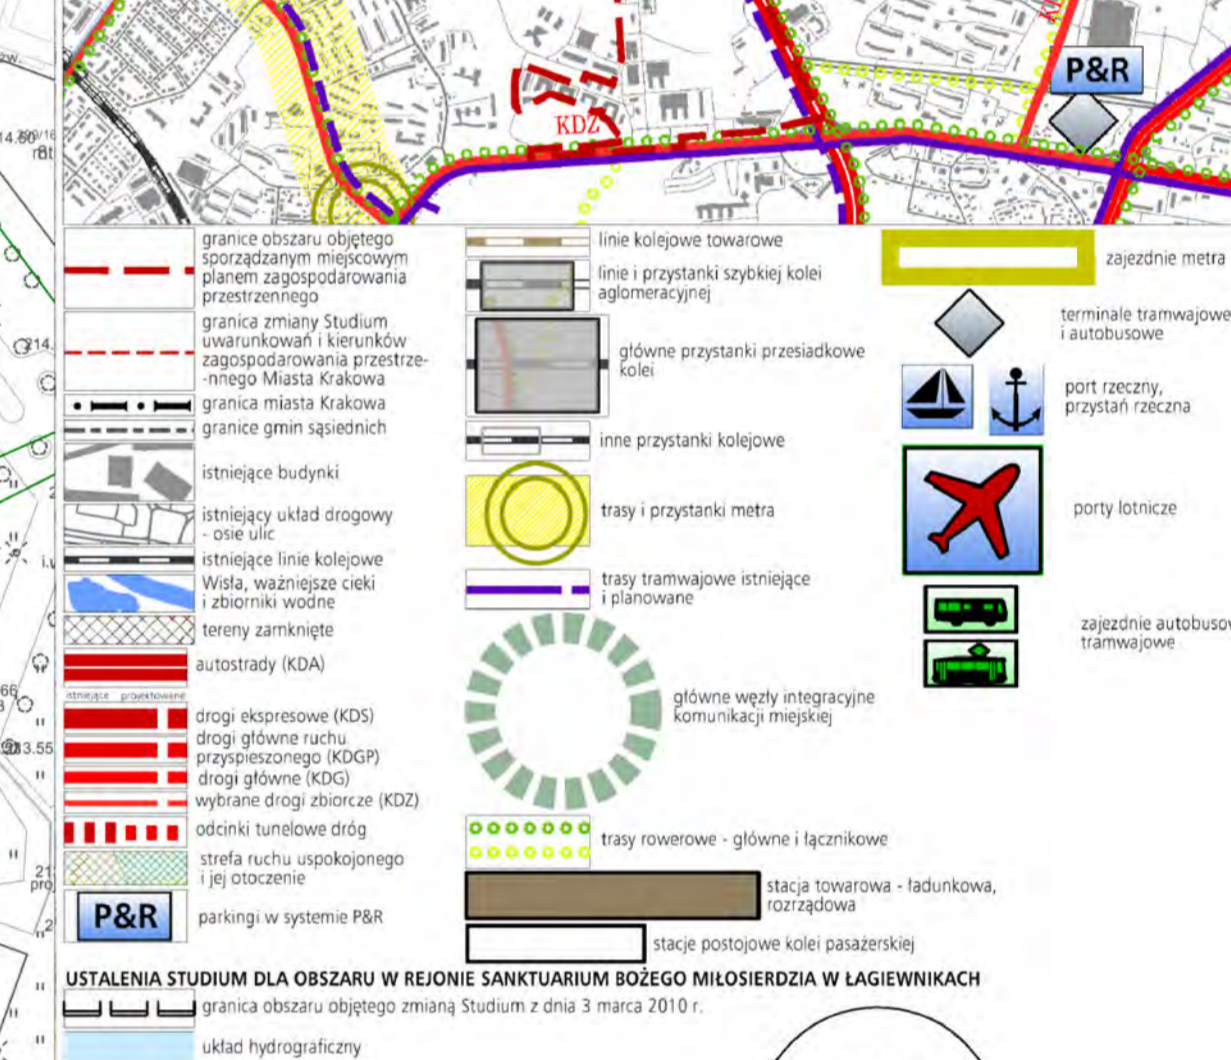 P&R
KDZ
granice obszaru objętego
sporządzanym miejscowym
planem zagospodarowania
przestrzennego
granica zmiany Studium
uwarunkowań i kierunków
zagospodarowania przestrze-
-nnego Miasta Krakowa
granica miasta Krakowa
granice gmin sąsiednich
istniejące budynki
istniejący układ drogowy
- osie ulic
istniejące linie kolejowe
Wisła, ważniejsze cieki
i zbiorniki wodne
tereny zamknięte
autostrady (KDA)
istniejące projektowane
drogi ekspresowe (KDS)
drogi główne ruchu
przyspieszonego (KDGP)
drogi główne (KDG)
wybrane drogi zbiorcze (KDZ)
odcinki tunelowe dróg
strefa ruchu uspokojonego
i jej otoczenie
P&R
parkingi w systemie P&R
linie kolejowe towarowe
linie i przystanki szybkiej kolei
aglomeracyjnej
główne przystanki przesiadkowe
kolei
inne przystanki kolejowe
trasy i przystanki metra
trasy tramwajowe istniejące
i planowane
główne węzły integracyjne
komunikacji miejskiej
trasy rowerowe - główne i łącznikowe
stacja towarowa - ładunkowa,
rozrządowa
stacje postojowe kolei pasażerskiej
zajezdnie metra
terminale tramwajowe
i autobusowe
port rzeczny,
przystań rzeczna
porty lotnicze
zajezdnie autobuso
tramwajowe
USTALENIA STUDIUM DLA OBSZARU W REJONIE SANKTUARIUM BOŻEGO MIŁOSIERDZIA W ŁAGIEWNIKACH
granica obszaru objętego zmianą Studium z dnia 3 marca 2010 r.
układ hydrograficzny